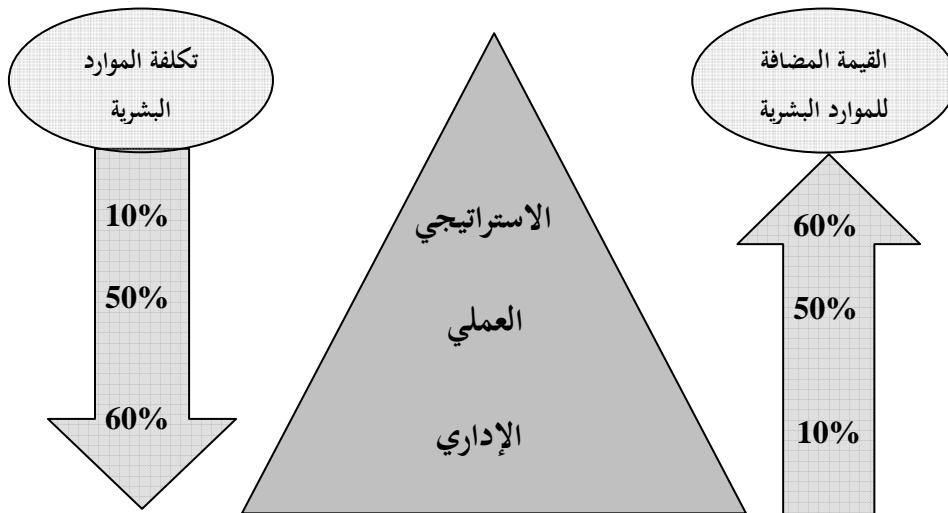 القيمة المضافة
للموارد البشرية
تكلفة الموارد
البشرية
60%
الاستراتيجي
10%
50%
العملي
50%
10%
الإداري
60%